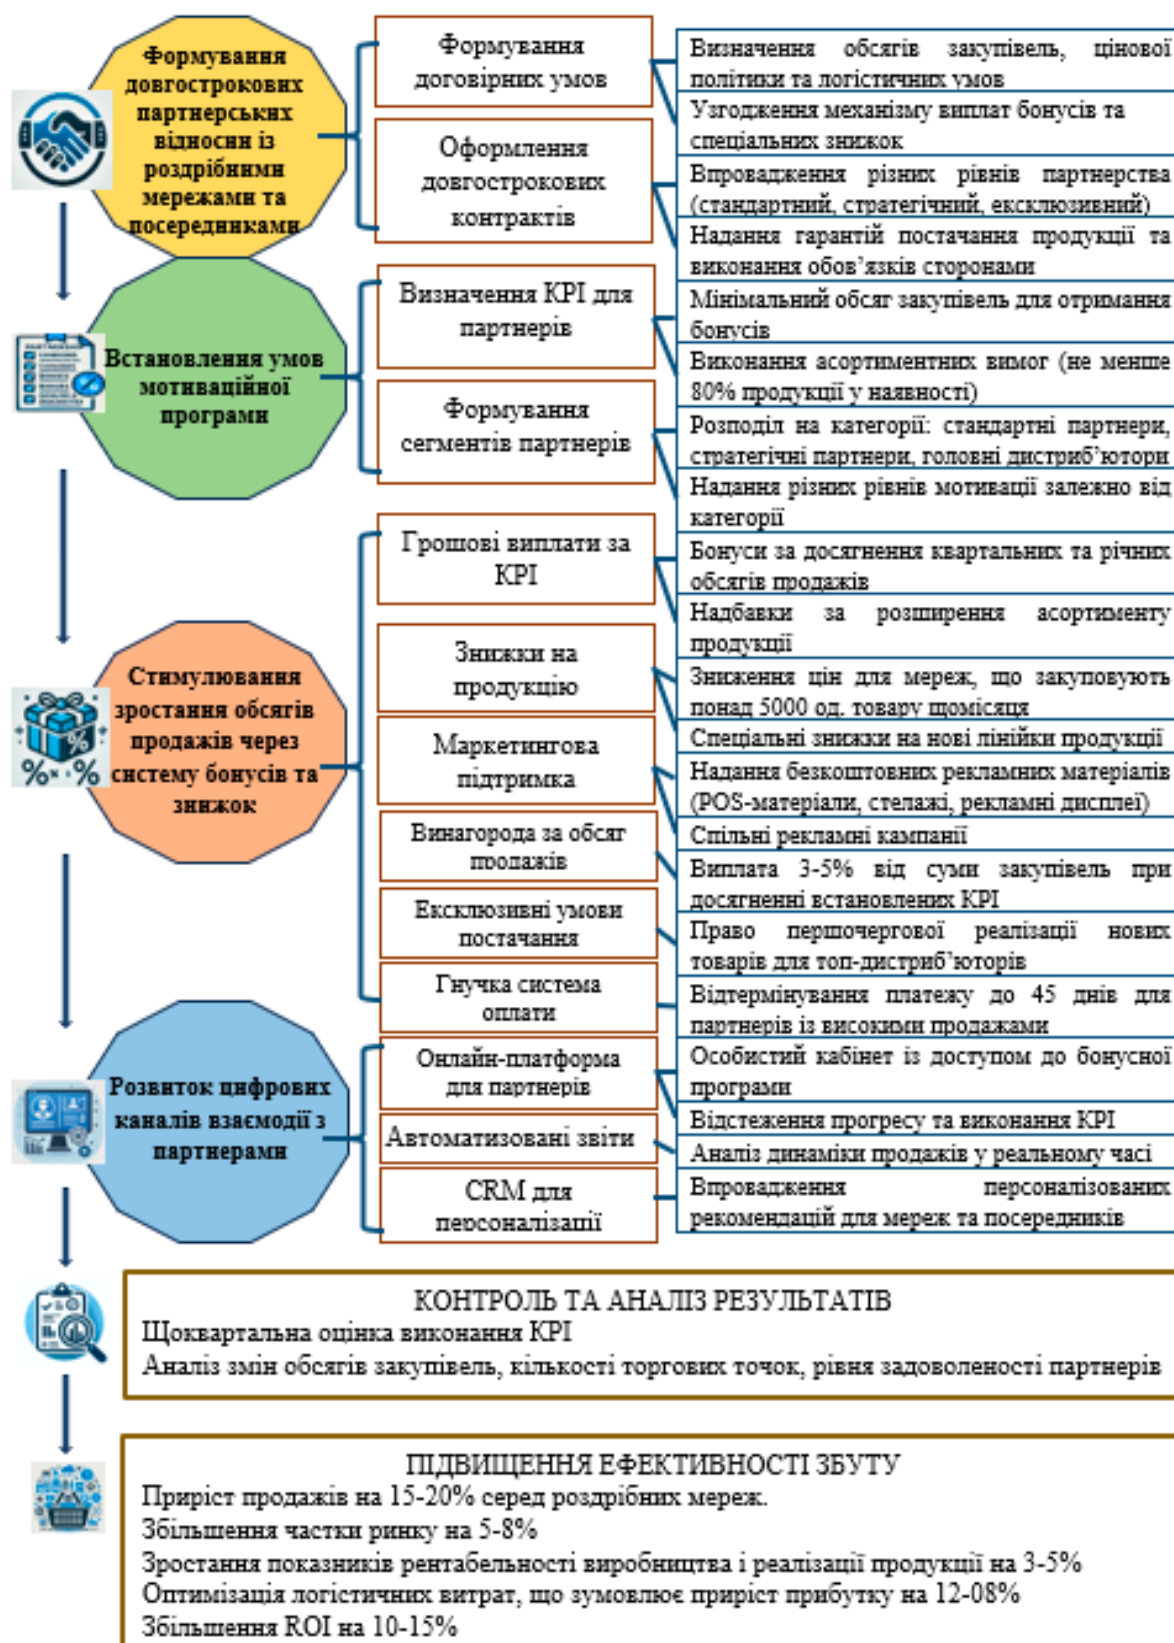 Формування
довгострокових
партнерських
відносин із
роздрібними
мережами та
посередниками
Формування
договірних умов
Визначення обсягів закупівель, цінової
політики та логістичних умов
Узгодження механізму виплат бонусів та
спеціальних знижок
Оформлення
довгострокових
контрактів
Впровадження різних рівнів партнерства
(стандартний, стратегічний, ексклюзивний)
Надання гарантій постачання продукції та
виконання обов’язків сторонами
Встановлення умов
мотиваційної
програми
Визначення КРІ для
партнерів
Мінімальний обсяг закупівель для отримання
бонусів
Виконання асортиментних вимог (не менше
80% продукції у наявності)
Формування
сегментів партнерів
Розподіл на категорії: стандартні партнери,
стратегічні партнери, головні дистриб’ютори
Надання різних рівнів мотивації залежно від
категорії
Стимулювання
зростання обсягів
продажів через
систему бонусів та
знижок
Грошові виплати за
КРІ
Бонуси за досягнення квартальних та річних
обсягів продажів
Надбавки за розширення асортименту
продукції
Знижки на
продукцію
Зниження цін для мереж, що закуповують
понад 5000 од. товару щомісяця
Спеціальні знижки на нові лінійки продукції
Маркетингова
підтримка
Надання безкоштовних рекламних матеріалів
(POS-матеріали, стелажі, рекламні дисплеї)
Спільні рекламні кампанії
Винагорода за обсяг
продажів
Виплата 3-5% від суми закупівель при
досягненні встановлених КРІ
Ексклюзивні умови
постачання
Право першочергової реалізації нових
товарів для топ-дистриб’юторів
Гнучка система
оплати
Відтермінування платежу до 45 днів для
партнерів із високими продажами
Розвиток цифрових
каналів взаємодії з
партнерами
Онлайн-платформа
для партнерів
Особистий кабінет із доступом до бонусної
програми
Відстеження прогресу та виконання КРІ
Автоматизовані звіти
Аналіз динаміки продажів у реальному часі
CRM для
персоналізації
Впровадження персоналізованих
рекомендацій для мереж та посередників
КОНТРОЛЬ ТА АНАЛІЗ РЕЗУЛЬТАТІВ
Щоквартальна оцінка виконання КРІ
Аналіз змін обсягів закупівель, кількості торгових точок, рівня задоволеності партнерів
ПІДВИЩЕННЯ ЕФЕКТИВНОСТІ ЗБУТУ
Приріст продажів на 15-20% серед роздрібних мереж.
Збільшення частки ринку на 5-8%
Зростання показників рентабельності виробництва і реалізації продукції на 3-5%
Оптимізація логістичних витрат, що зумовлює приріст прибутку на 12-08%
Збільшення ROI на 10-15%